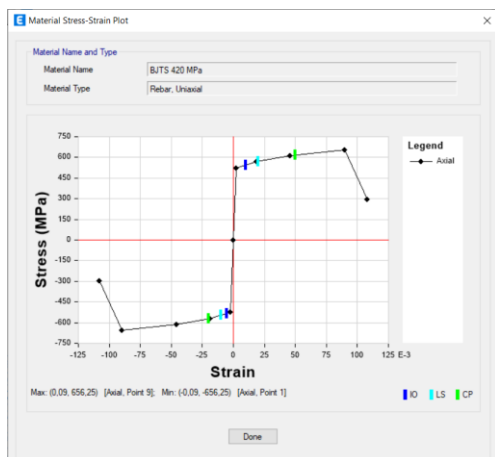 E Material Stress-Strain Plot
Material Name and Type
Material Name BJTS 420 MPa
Material Type Rebar, Uniaxial
Stress (MPa)
750
600
450
300
150
0
-150
-300
-450
-600
-750
-125 -100 -75 -50 -25 0 25 50 75 100 125 E-3
Strain
Legend
Axial
Max: (0,09, 656,25) [Axial, Point 9]; Min: (-0,09, -656,25) [Axial, Point 1]
IO LS CP
Done